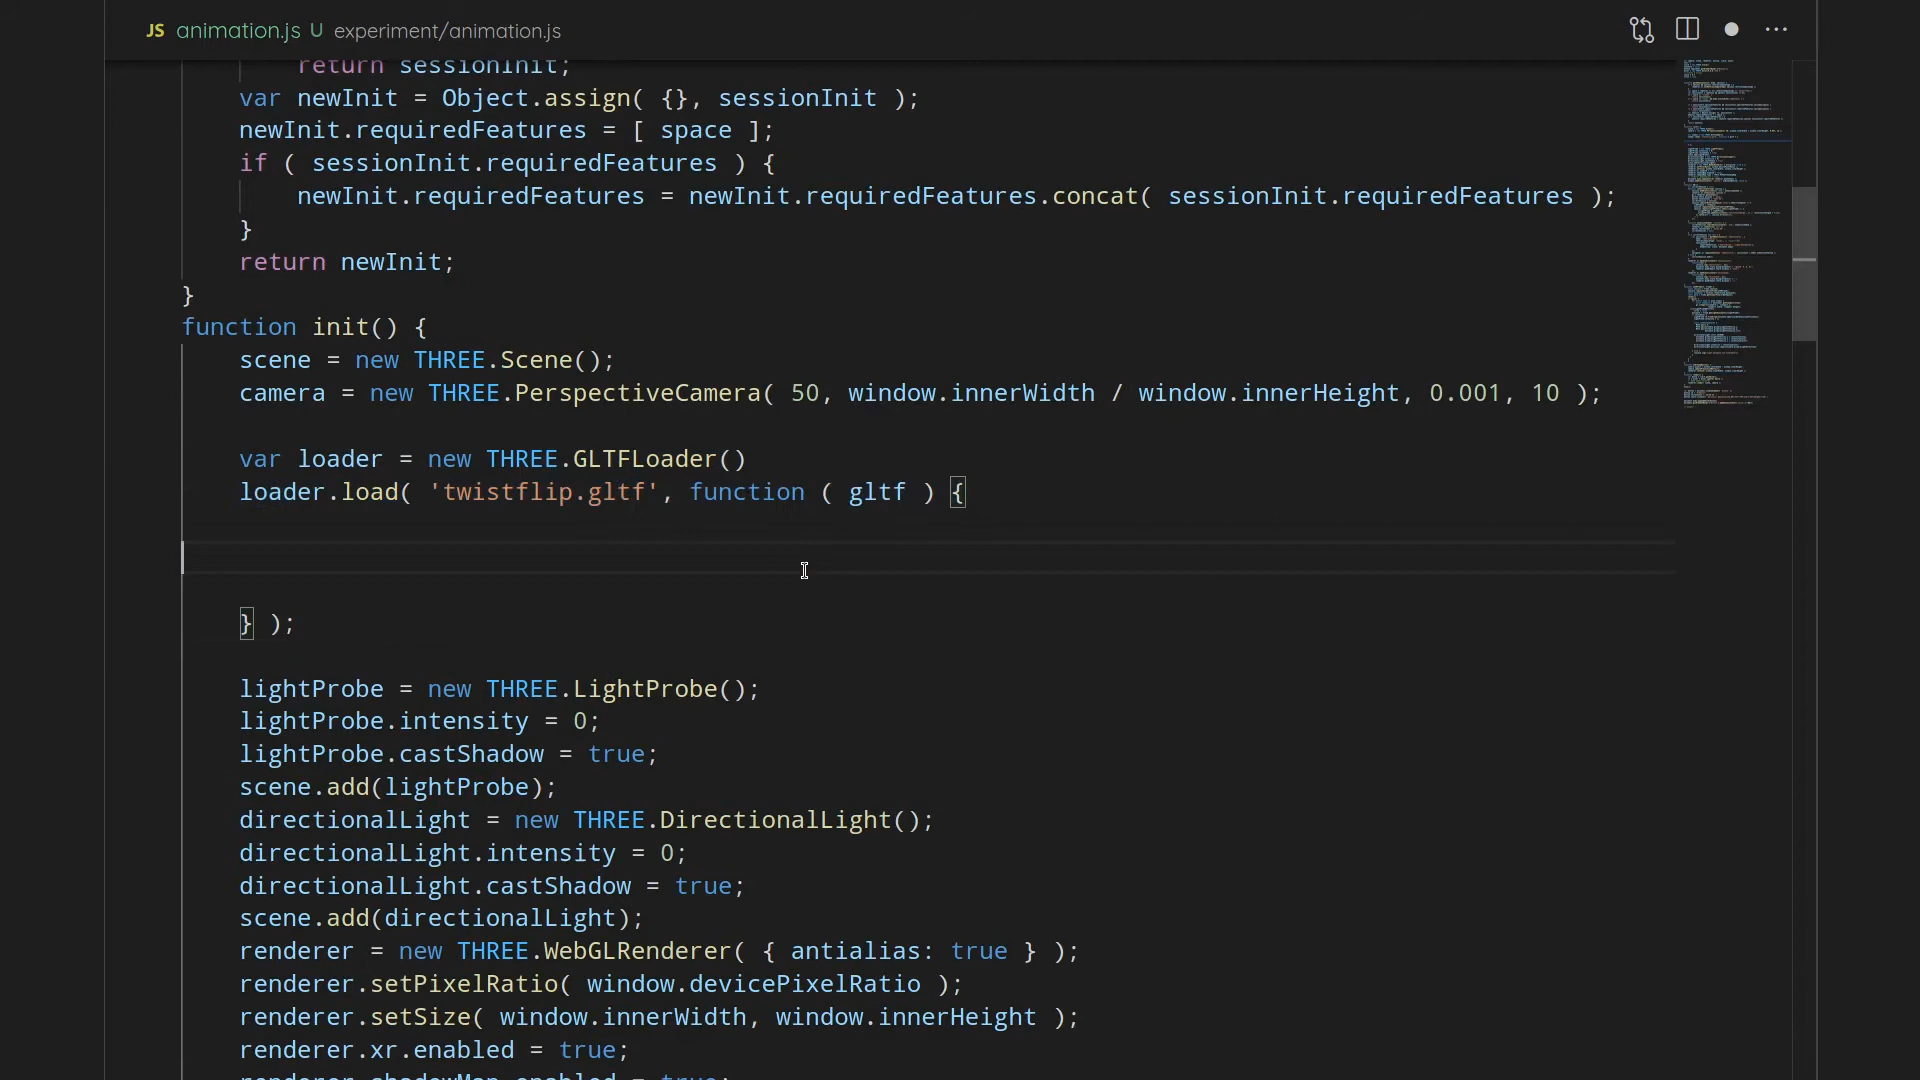 JS animation.js U experiment/animation.js
return sessionInit;
var newInit = Object.assign( {}, sessionInit );
newInit.requiredFeatures = [ space ];
if ( sessionInit.requiredFeatures ) {
newInit.requiredFeatures = newInit.requiredFeatures.concat( sessionInit.requiredFeatures );
}
return newInit;
}
function init() {
scene = new THREE.Scene();
camera = new THREE.PerspectiveCamera( 50, window.innerWidth / window.innerHeight, 0.001, 10 );
var loader = new THREE.GLTFLoader()
loader.load( 'twistflip.gltf', function ( gltf ) {
} );
lightProbe = new THREE.LightProbe();
lightProbe.intensity = 0;
lightProbe.castShadow = true;
scene.add(lightProbe);
directionalLight = new THREE.DirectionalLight();
directionalLight.intensity = 0;
directionalLight.castShadow = true;
scene.add(directionalLight);
renderer = new THREE.WebGLRenderer( { antialias: true } );
renderer.setPixelRatio( window.devicePixelRatio );
renderer.setSize( window.innerWidth, window.innerHeight );
renderer.xr.enabled = true;
renderer.shadowMap.enabled = true;